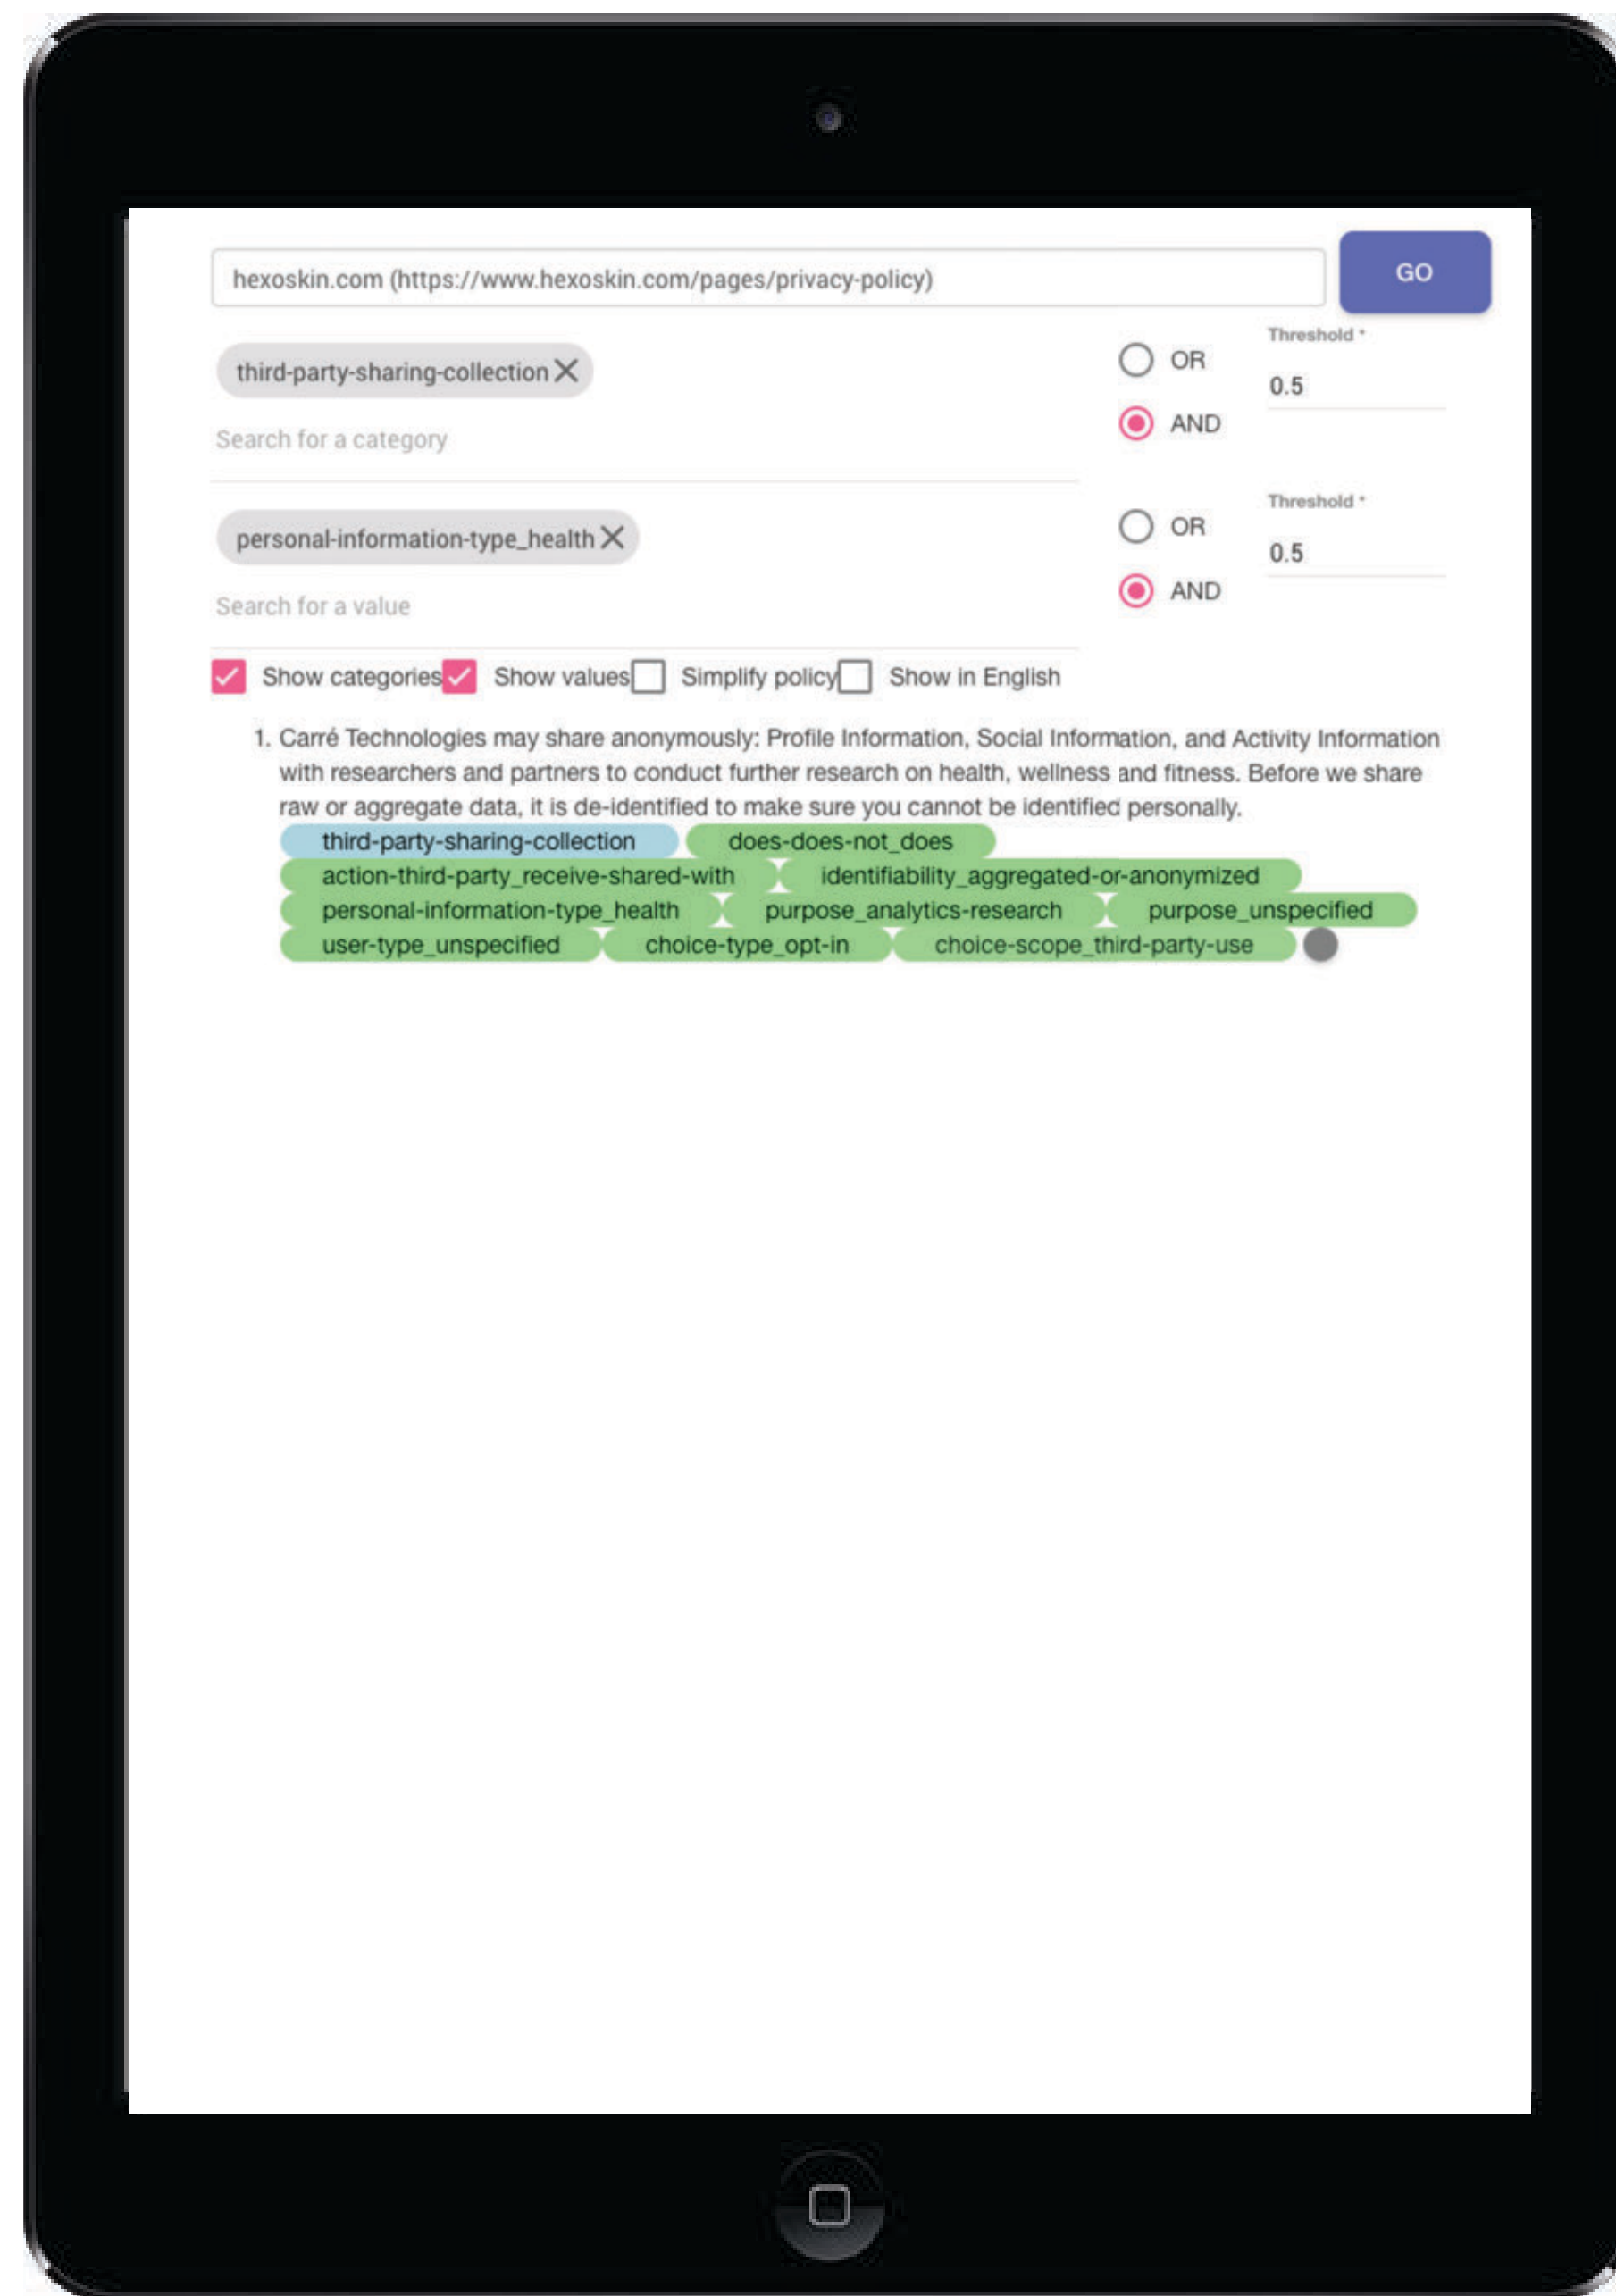 hexoskin.com (https://www.hexoskin.com/pages/privacy-policy)
GO
third-party-sharing-collection
Search for a category
OR
AND
Threshold *
0.5
personal-information-type_health
Search for a value
OR
AND
Threshold *
0.5
Show categories Show values Simplify policy Show in English
1. Carré Technologies may share anonymously: Profile Information, Social Information, and Activity Information
with researchers and partners to conduct further research on health, wellness and fitness. Before we share
raw or aggregate data, it is de-identified to make sure you cannot be identified personally.
third-party-sharing-collection does-does-not_does
action-third-party_receive-shared-with identifiability_aggregated-or-anonymized
personal-information-type_health purpose_analytics-research purpose_unspecified
user-type_unspecified choice-type_opt-in choice-scope_third-party-use